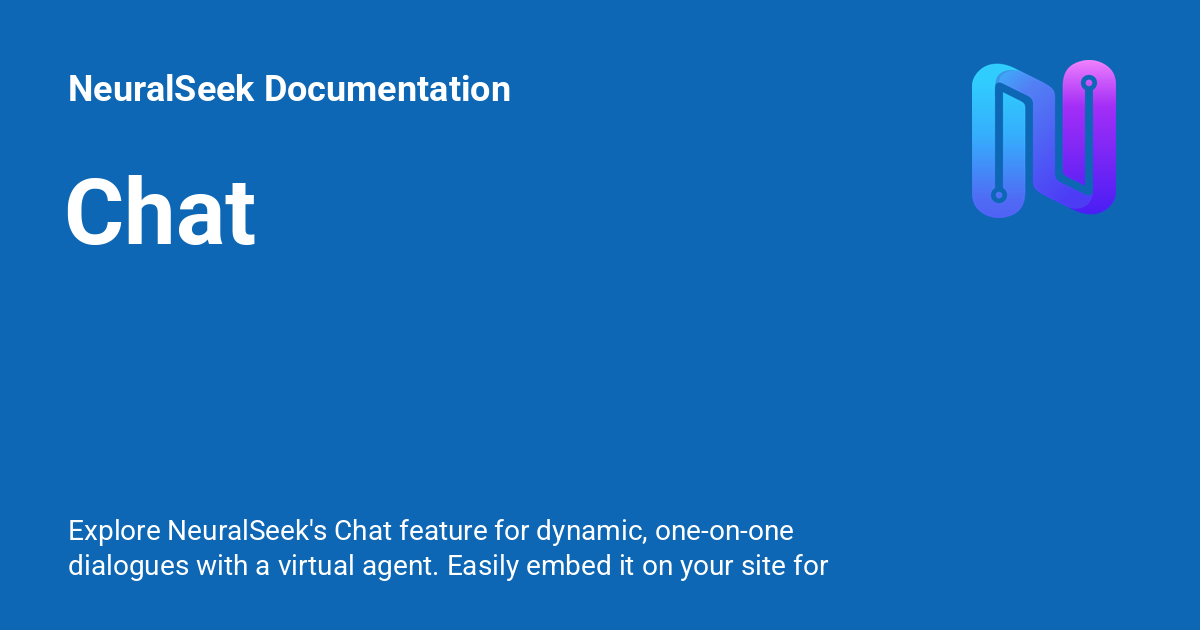 NeuralSeek Documentation
Chat
Explore NeuralSeek's Chat feature for dynamic, one-on-one
dialogues with a virtual agent. Easily embed it on your site for